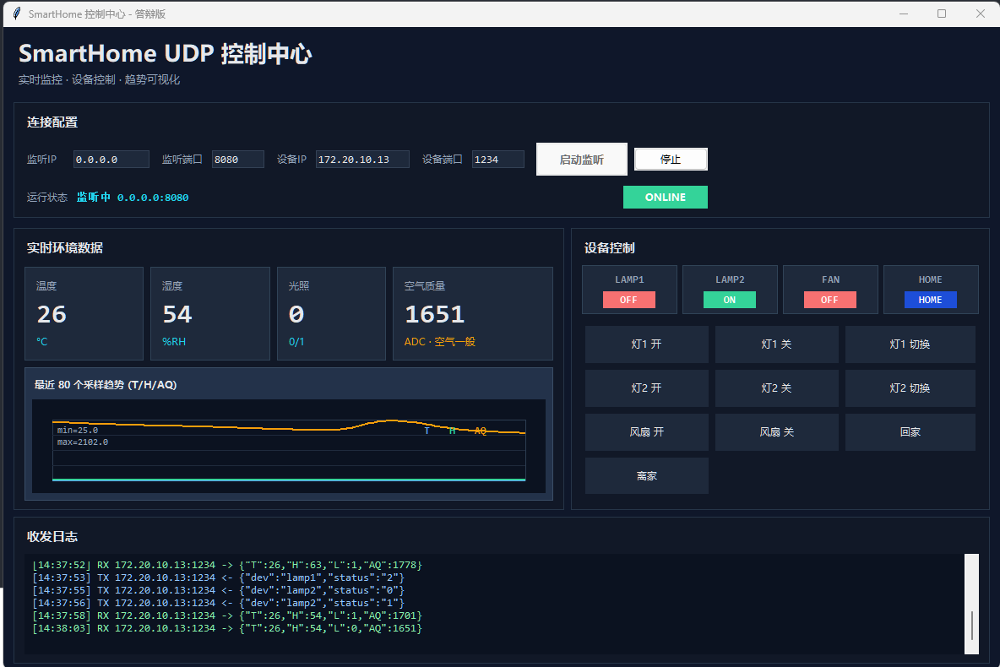 SmartHome 控制中心 - 答辩版
SmartHome UDP 控制中心
实时监控 · 设备控制 · 趋势可视化
连接配置
监听IP 0.0.0.0 监听端口 8080 设备IP 172.20.10.13 设备端口 1234 启动监听 停止
运行状态 监听中 0.0.0.0:8080 ONLINE
实时环境数据
温度 湿度 光照 空气质量
26 54 0 1651
°C %RH 0/1 ADC · 空气一般
最近 80 个采样趋势 (T/H/AQ)
min=25.0 T H AQ
max=2102.0
设备控制
LAMP1 LAMP2 FAN HOME
OFF ON OFF HOME
灯1 开 灯1 关 灯1 切换
灯2 开 灯2 关 灯2 切换
风扇 开 风扇 关 回家
离家
收发日志
[14:37:52] RX 172.20.10.13:1234 -> {"T":26,"H":63,"L":1,"AQ":1778}
[14:37:53] TX 172.20.10.13:1234 <- {"dev":"lamp1","status":"2"}
[14:37:55] TX 172.20.10.13:1234 <- {"dev":"lamp2","status":"0"}
[14:37:56] TX 172.20.10.13:1234 <- {"dev":"lamp2","status":"1"}
[14:37:58] RX 172.20.10.13:1234 -> {"T":26,"H":54,"L":1,"AQ":1701}
[14:38:03] RX 172.20.10.13:1234 -> {"T":26,"H":54,"L":0,"AQ":1651}